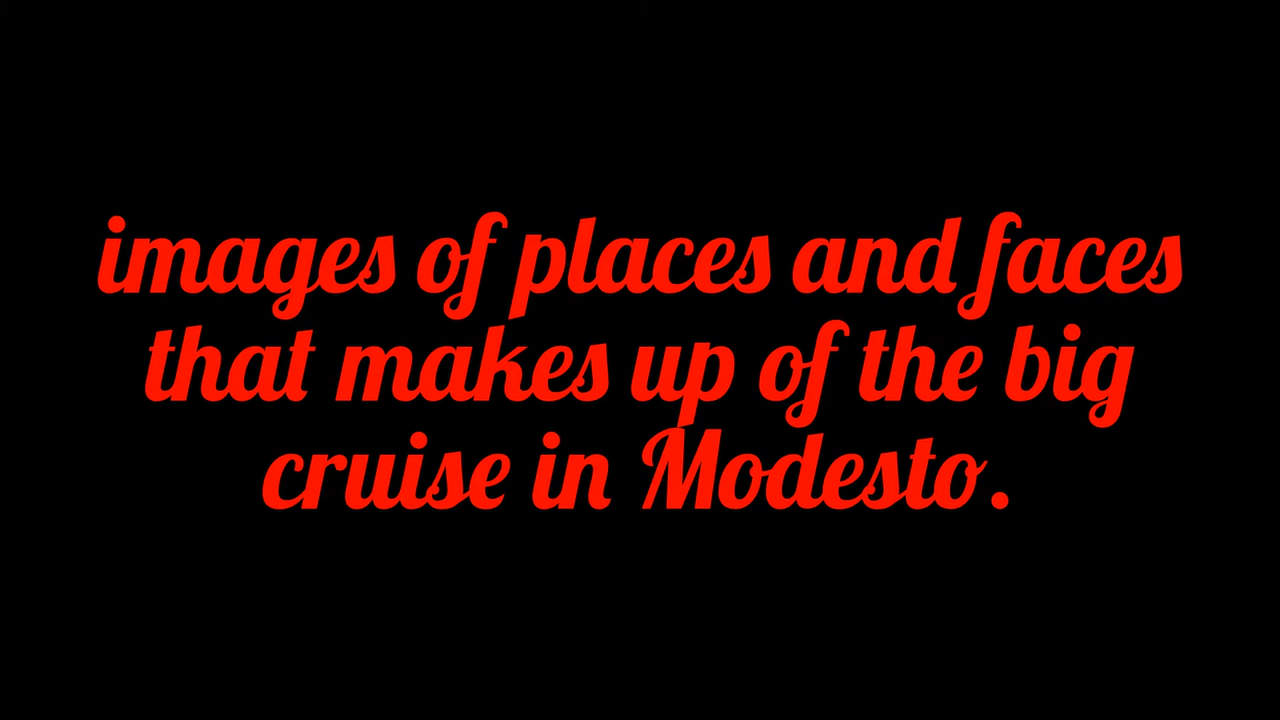 images of places and faces
that makes up of the big
cruise in Modesto.